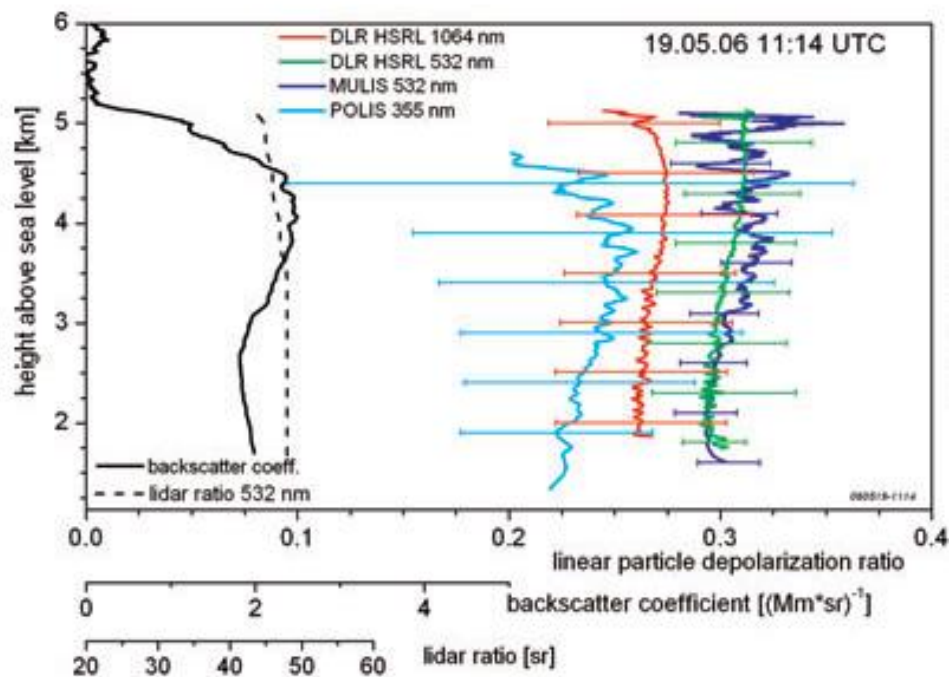 6
5
4
3
2
height above sea level [km]
DLR HSRL 1064 nm
DLR HSRL 532 nm
MULIS 532 nm
POLIS 355 nm
19.05.06 11:14 UTC
backscatter coeff.
lidar ratio 532 nm
060519-1114
0.0 0.1 0.2 0.3 0.4
linear particle depolarization ratio
0 2 4
backscatter coefficient [(Mm*sr)⁻¹]
20 30 40 50 60
lidar ratio [sr]